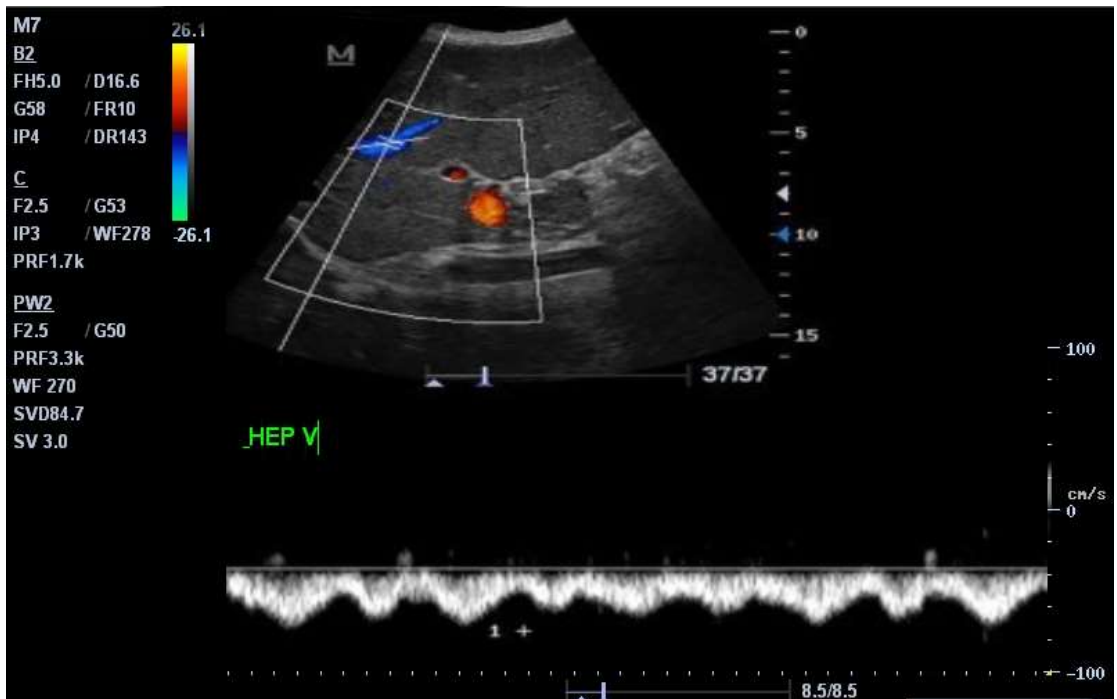 M7
B2
FH5.0 /D16.6
G58 /FR10
IP4 /DR143
C
F2.5 /G53
IP3 /WF278
PRF1.7k
PW2
F2.5 /G50
PRF3.3k
WF 270
SVD84.7
SV 3.0
26.1
-26.1
M
0
5
10
15
37/37
_HEP V
100
cm/s
0
-100
1 +
8.5/8.5